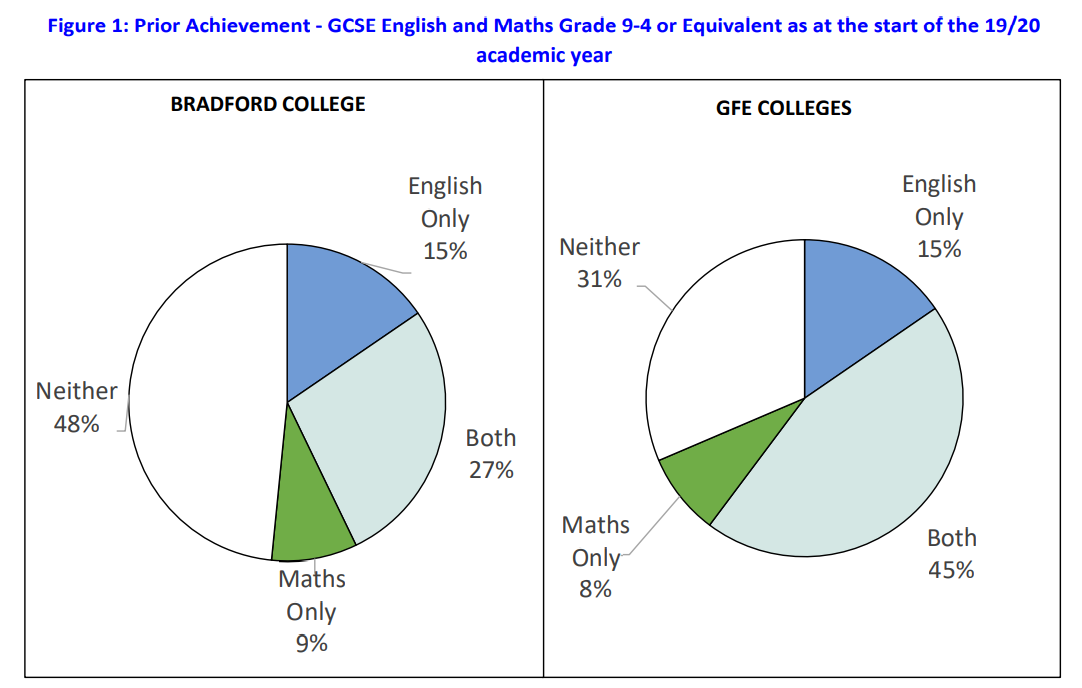 Figure 1: Prior Achievement - GCSE English and Maths Grade 9-4 or Equivalent as at the start of the 19/20
academic year
BRADFORD COLLEGE
English
Only
15%
Neither
48%
Both
27%
Maths
Only
9%
GFE COLLEGES
English
Only
15%
Neither
31%
Maths
Only
8%
Both
45%